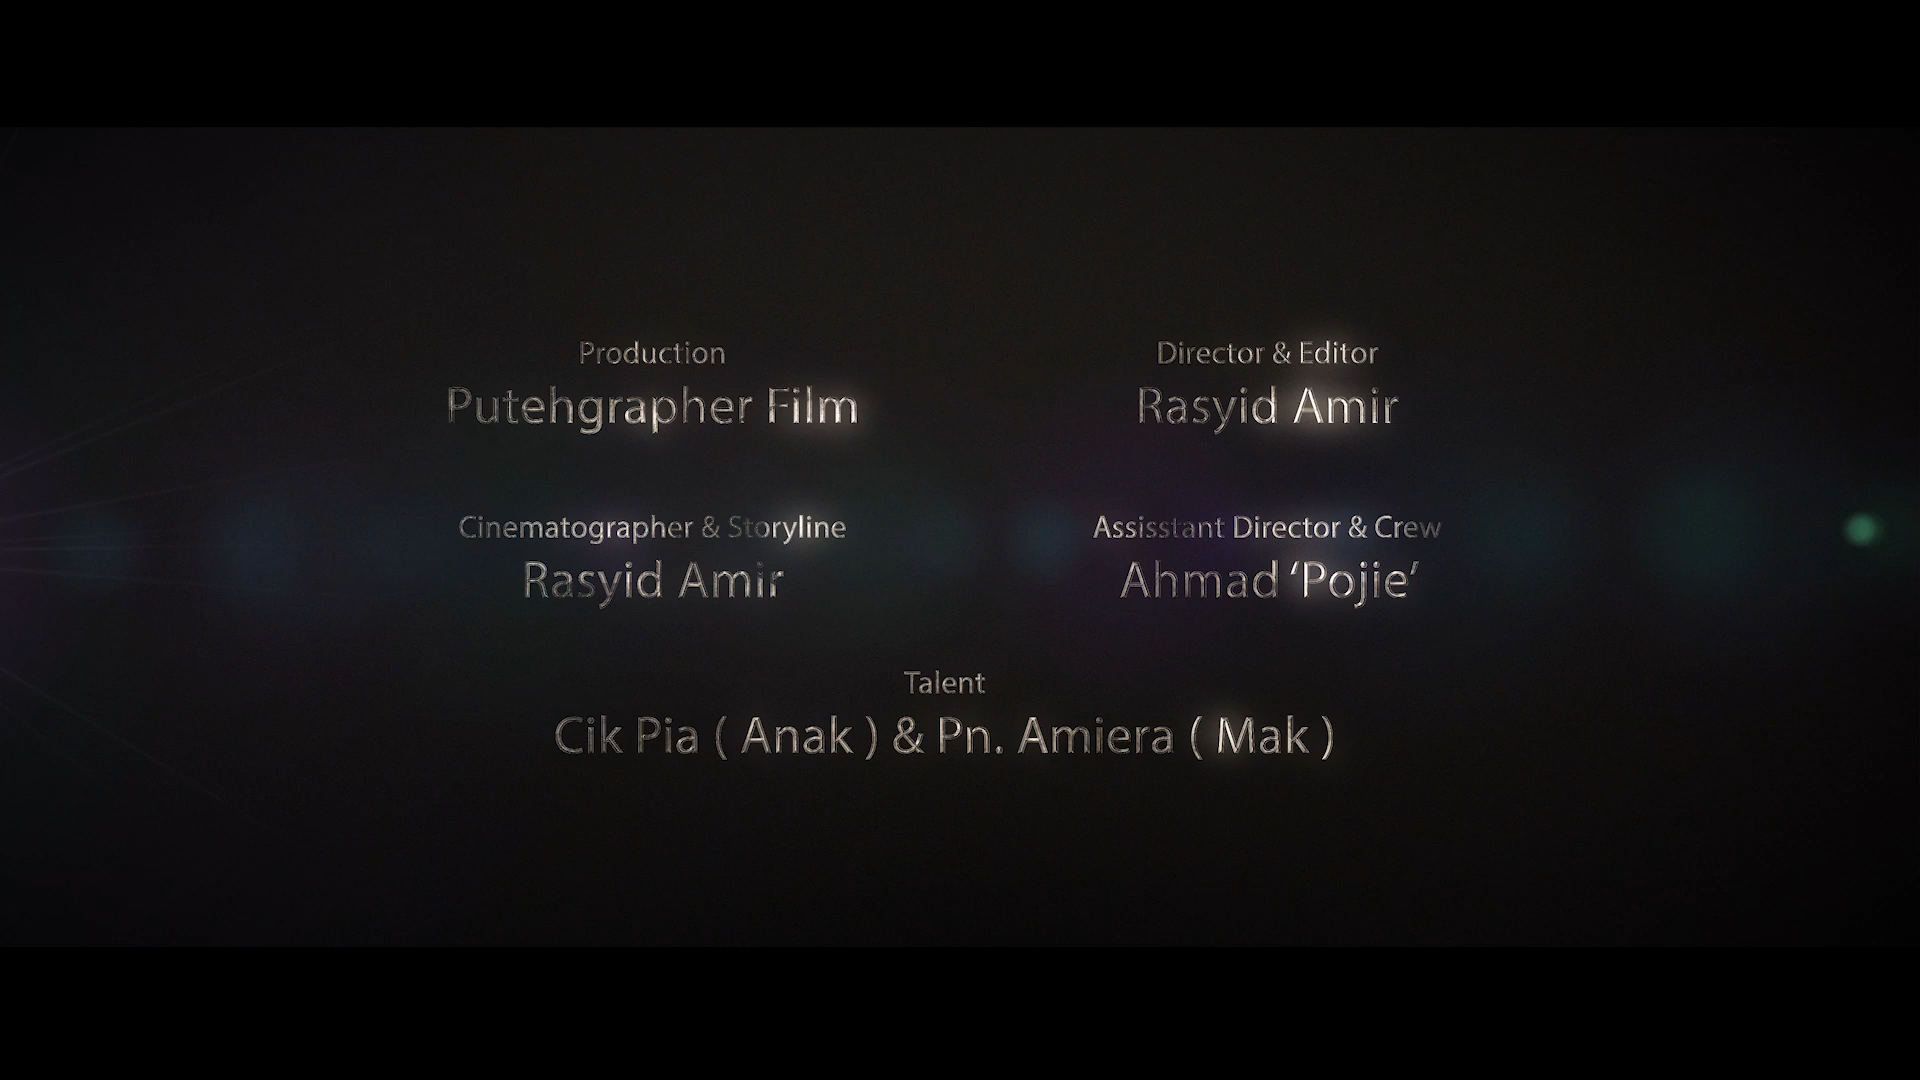 Production
Putehgrapher Film
Director & Editor
Rasyid Amir
Cinematographer & Storyline
Rasyid Amir
Assisstant Director & Crew
Ahmad ‘Pojie’
Talent
Cik Pia ( Anak ) & Pn. Amiera ( Mak )